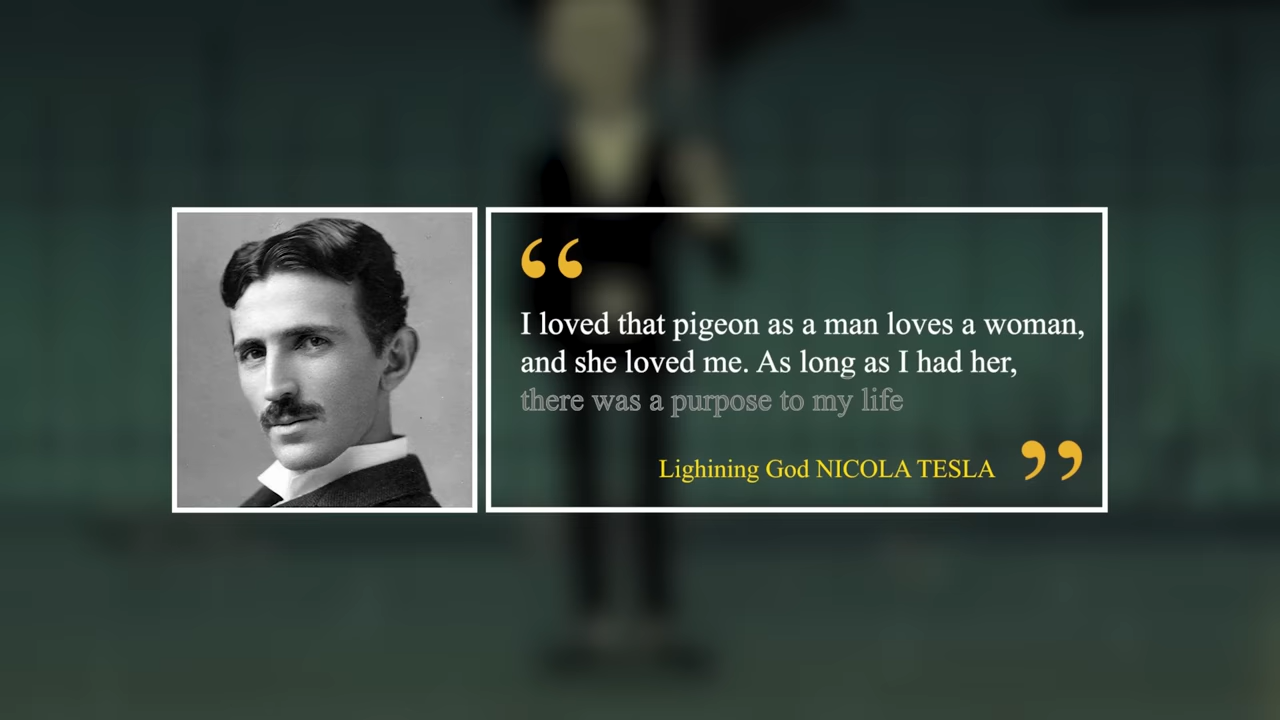 “
I loved that pigeon as a man loves a woman,
and she loved me. As long as I had her,
there was a purpose to my life
Lighining God NICOLA TESLA ”